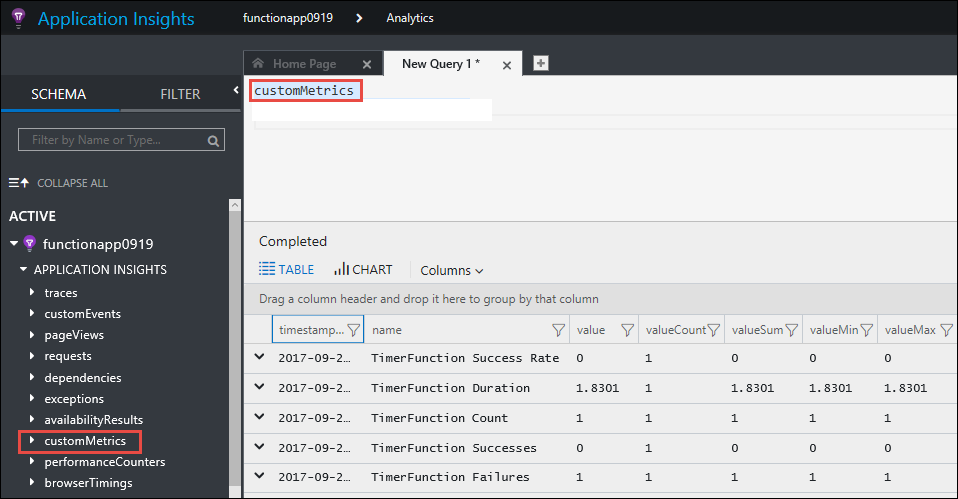 Application Insights functionapp0919 > Analytics
Home Page × New Query 1 * × +
SCHEMA FILTER
customMetrics
Filter by Name or Type...
COLLAPSE ALL
ACTIVE
functionapp0919
APPLICATION INSIGHTS
traces
customEvents
pageViews
requests
dependencies
exceptions
availabilityResults
customMetrics
performanceCounters
browserTimings
Completed
TABLE CHART Columns
Drag a column header and drop it here to group by that column
timestamp... name value valueCount valueSum valueMin valueMax
2017-09-2... TimerFunction Success Rate 0 1 0 0 0
2017-09-2... TimerFunction Duration 1.8301 1 1.8301 1.8301 1.8301
2017-09-2... TimerFunction Count 1 1 1 1 1
2017-09-2... TimerFunction Successes 0 1 0 0 0
2017-09-2... TimerFunction Failures 1 1 1 1 1